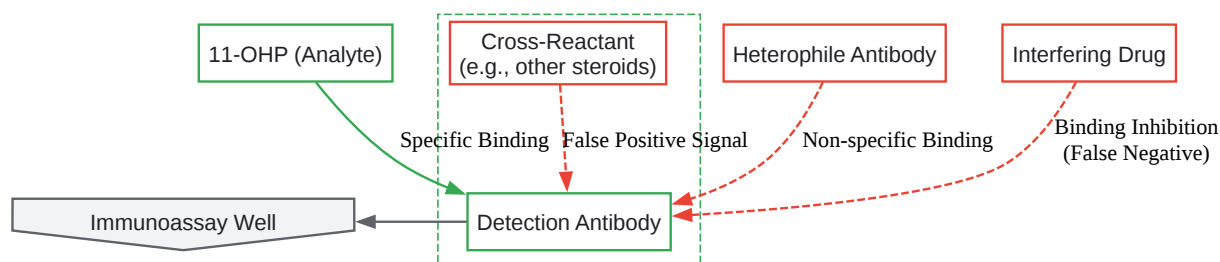 11-OHP (Analyte)
Cross-Reactant
(e.g., other steroids)
Heterophile Antibody
Interfering Drug
Specific Binding
False Positive Signal
Non-specific Binding
Binding Inhibition
(False Negative)
Immunoassay Well
Detection Antibody